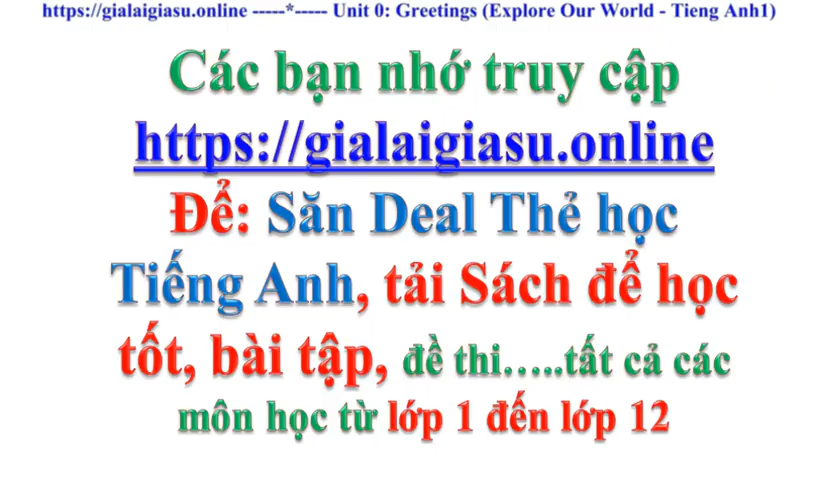 https://gialaigiasu.online -----*----- Unit 0: Greetings (Explore Our World - Tieng Anh1)
Các bạn nhớ truy cập
https://gialaigiasu.online
Để: Săn Deal Thẻ học
Tiếng Anh, tải Sách để học
tốt, bài tập, đề thi…..tất cả các
môn học từ lớp 1 đến lớp 12